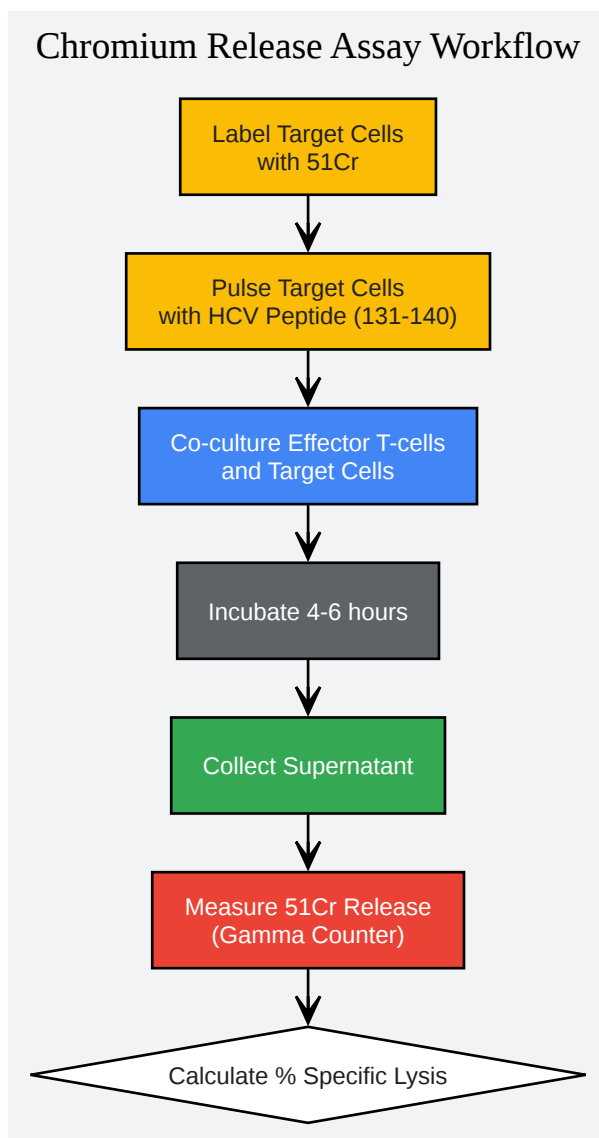 Chromium Release Assay Workflow
Label Target Cells
with 51Cr
Pulse Target Cells
with HCV Peptide (131-140)
Co-culture Effector T-cells
and Target Cells
Incubate 4-6 hours
Collect Supernatant
Measure 51Cr Release
(Gamma Counter)
Calculate % Specific Lysis